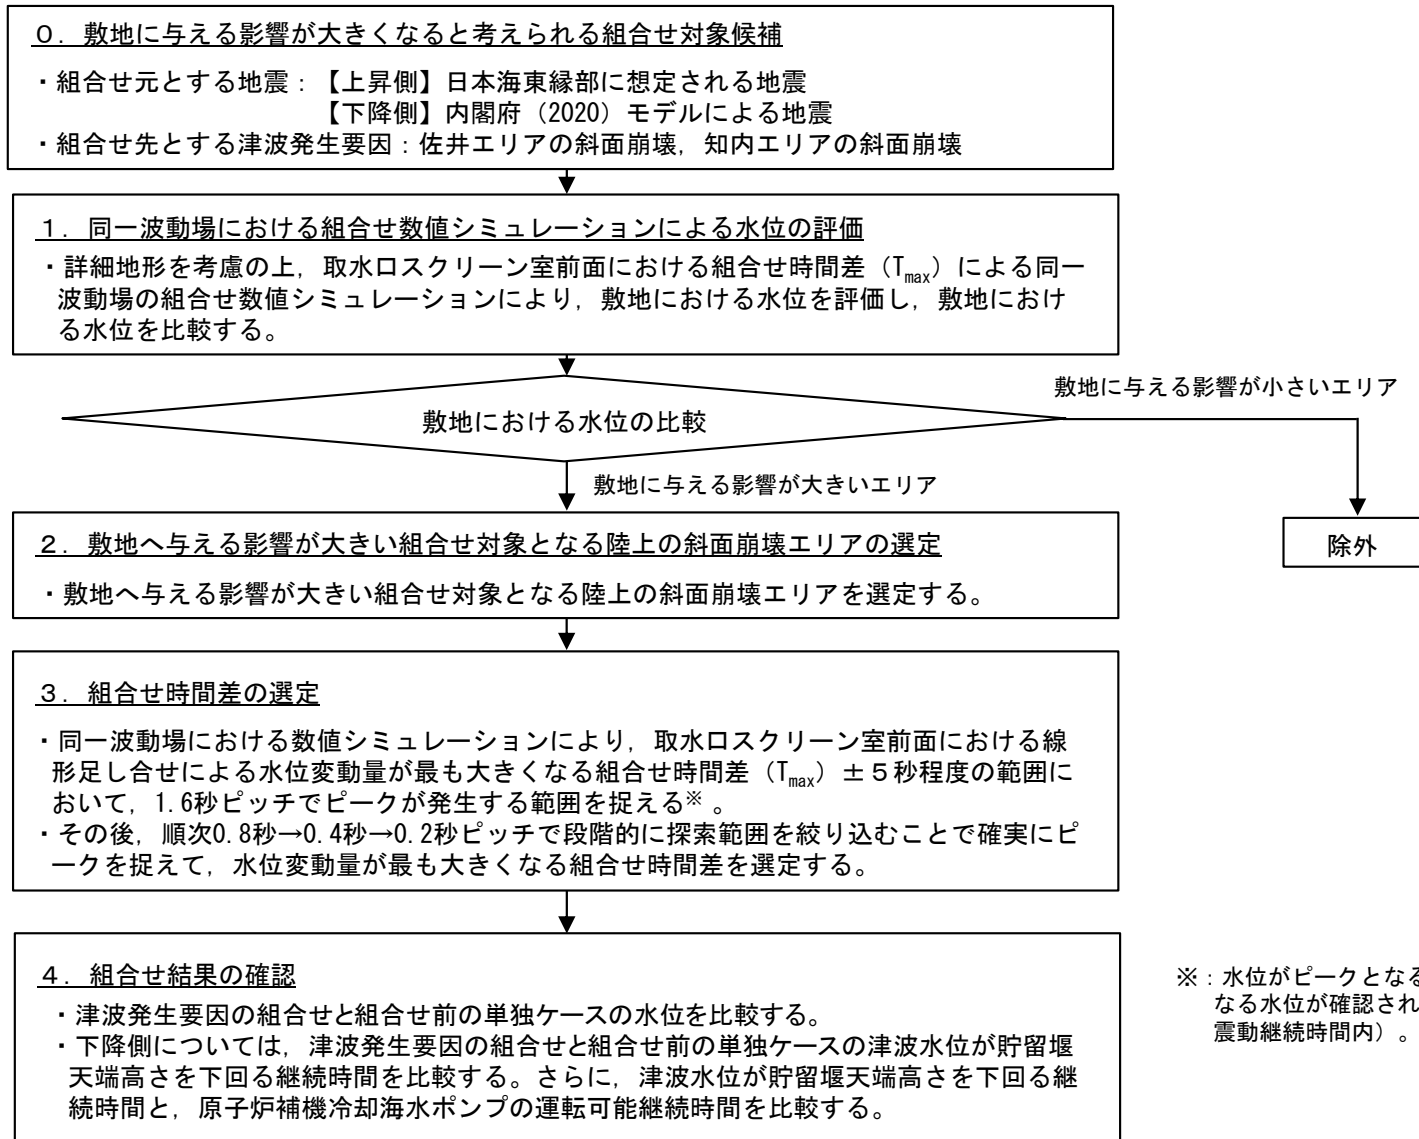 ０．敷地に与える影響が大きくなると考えられる組合せ対象候補
・組合せ元とする地震：【上昇側】日本海東縁部に想定される地震
【下降側】内閣府（2020）モデルによる地震
・組合せ先とする津波発生要因：佐井エリアの斜面崩壊，知内エリアの斜面崩壊
１．同一波動場における組合せ数値シミュレーションによる水位の評価
・詳細地形を考慮の上，取水口スクリーン室前面における組合せ時間差（Tmax）による同一
波動場の組合せ数値シミュレーションにより，敷地における水位を評価し，敷地におけ
る水位を比較する。
敷地における水位の比較
敷地に与える影響が小さいエリア
敷地に与える影響が大きいエリア
除外
２．敷地へ与える影響が大きい組合せ対象となる陸上の斜面崩壊エリアの選定
・敷地へ与える影響が大きい組合せ対象となる陸上の斜面崩壊エリアを選定する。
３．組合せ時間差の選定
・同一波動場における数値シミュレーションにより，取水口スクリーン室前面における線
形足し合せによる水位変動量が最も大きくなる組合せ時間差（Tmax）±５秒程度の範囲に
おいて，1.6秒ピッチでピークが発生する範囲を捉える※。
・その後，順次0.8秒→0.4秒→0.2秒ピッチで段階的に探索範囲を絞り込むことで確実にピ
ークを捉えて，水位変動量が最も大きくなる組合せ時間差を選定する。
４．組合せ結果の確認
・津波発生要因の組合せと組合せ前の単独ケースの水位を比較する。
・下降側については，津波発生要因の組合せと組合せ前の単独ケースの津波水位が貯留堰
天端高さを下回る継続時間を比較する。さらに，津波水位が貯留堰天端高さを下回る継
続時間と，原子炉補機冷却海水ポンプの運転可能継続時間を比較する。
※：水位がピークとなる
なる水位が確認され
震動継続時間内）。